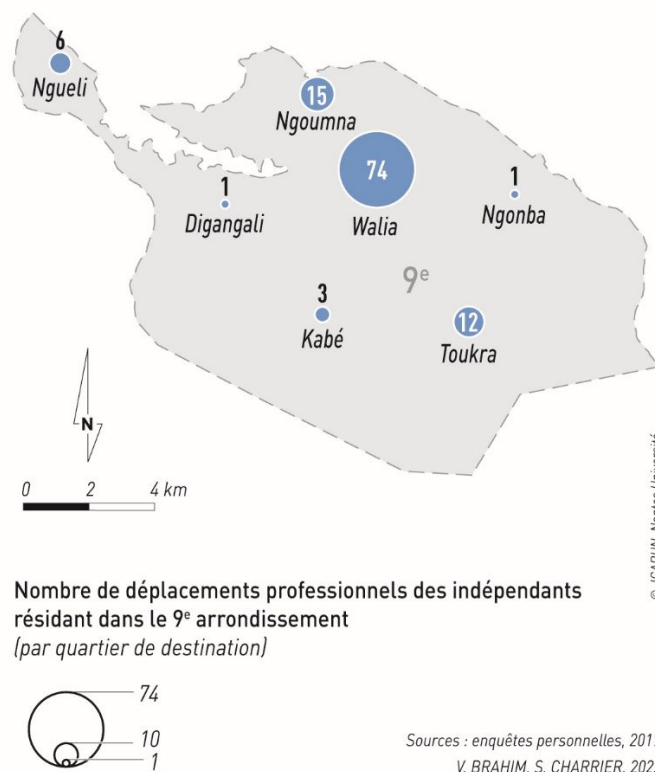 6
Ngueli
15
Ngoumna
74
Walia
1
Digangali
1
Ngonba
9e
3
Kabé
12
Toukra
N
0 2 4 km
Nombre de déplacements professionnels des indépendants
résidant dans le 9e arrondissement
(par quartier de destination)
74
10
1
Sources : enquêtes personnelles,
V. BRAHIM, S. CHARRIER,